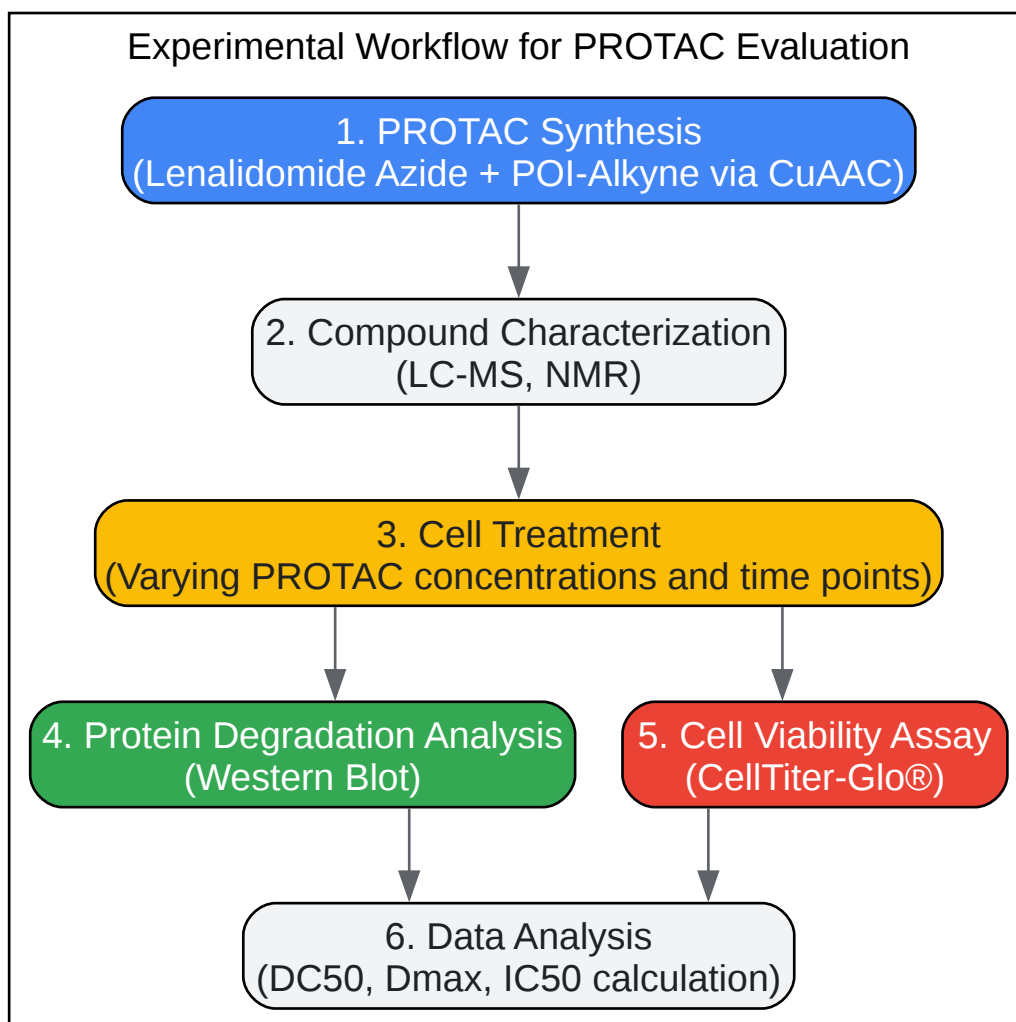 Experimental Workflow for PROTAC Evaluation
1. PROTAC Synthesis
(Lenalidomide Azide + POI-Alkyne via CuAAC)
2. Compound Characterization
(LC-MS, NMR)
3. Cell Treatment
(Varying PROTAC concentrations and time points)
4. Protein Degradation Analysis
(Western Blot)
5. Cell Viability Assay
(CellTiter-Glo®)
6. Data Analysis
(DC50, Dmax, IC50 calculation)